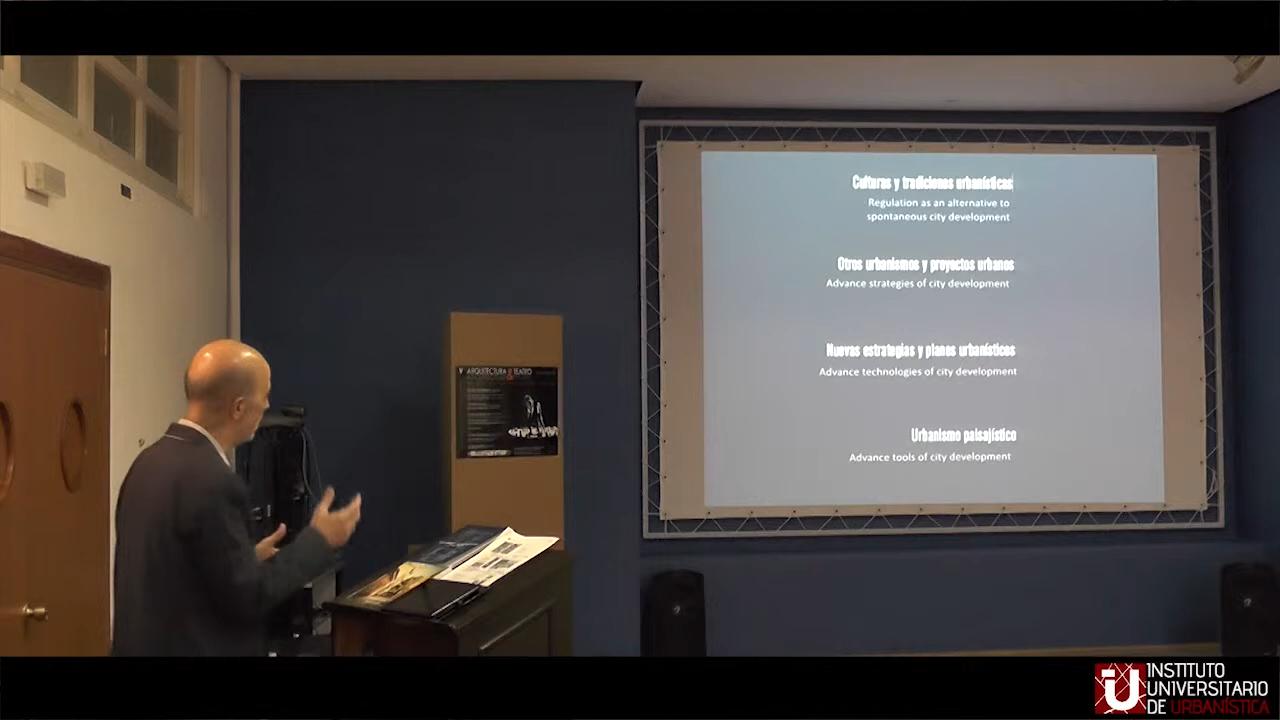 Culturas y tradiciones urbanísticas
Regulation as an alternative to
spontaneous city development
Otros urbanismos y proyectos urbanos
Advance strategies of city development
Nuevas estrategias y planes urbanísticos
Advance technologies of city development
Urbanismo paisajístico
Advance tools of city development
V ARQUITECTURA TEATRO
INSTITUTO
UNIVERSITARIO
DE URBANÍSTICA